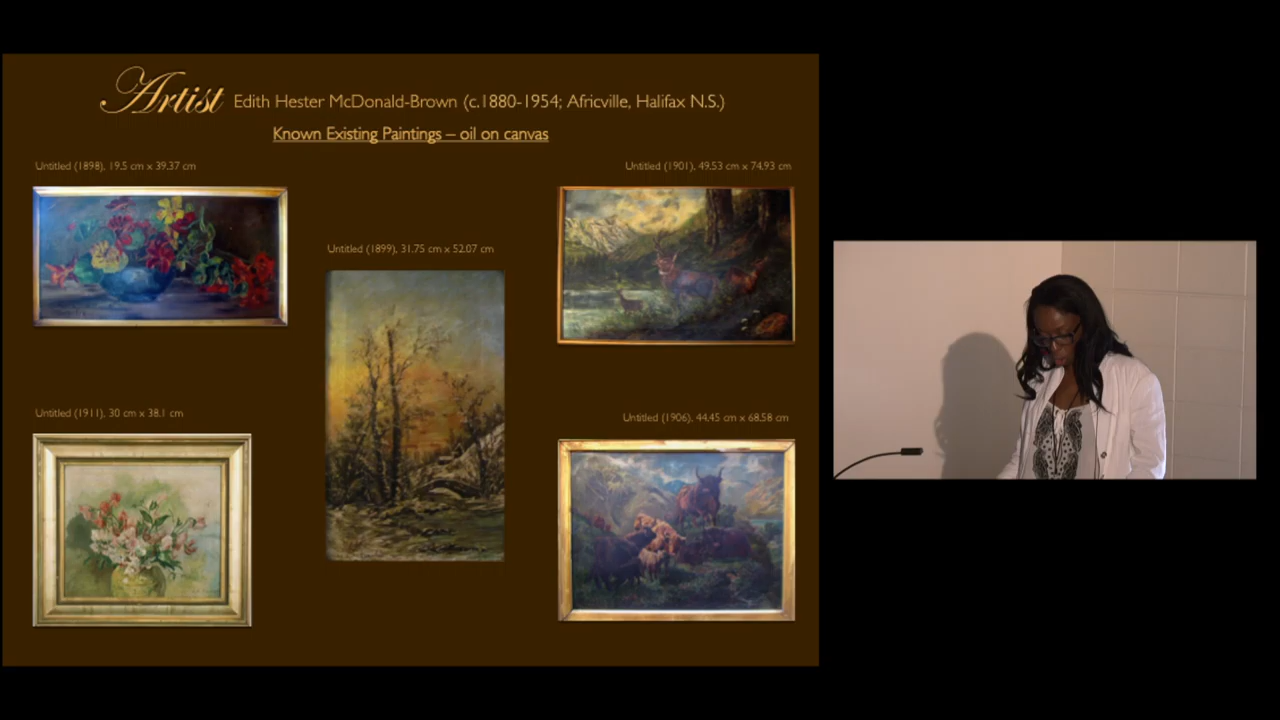 Artist Edith Hester McDonald-Brown (c.1880-1954; Africville, Halifax N.S.)
Known Existing Paintings – oil on canvas
Untitled (1898), 19.5 cm x 39.37 cm
Untitled (1901), 49.53 cm x 74.93 cm
Untitled (1899), 31.75 cm x 52.07 cm
Untitled (1911), 30 cm x 38.1 cm
Untitled (1906), 44.45 cm x 68.58 cm